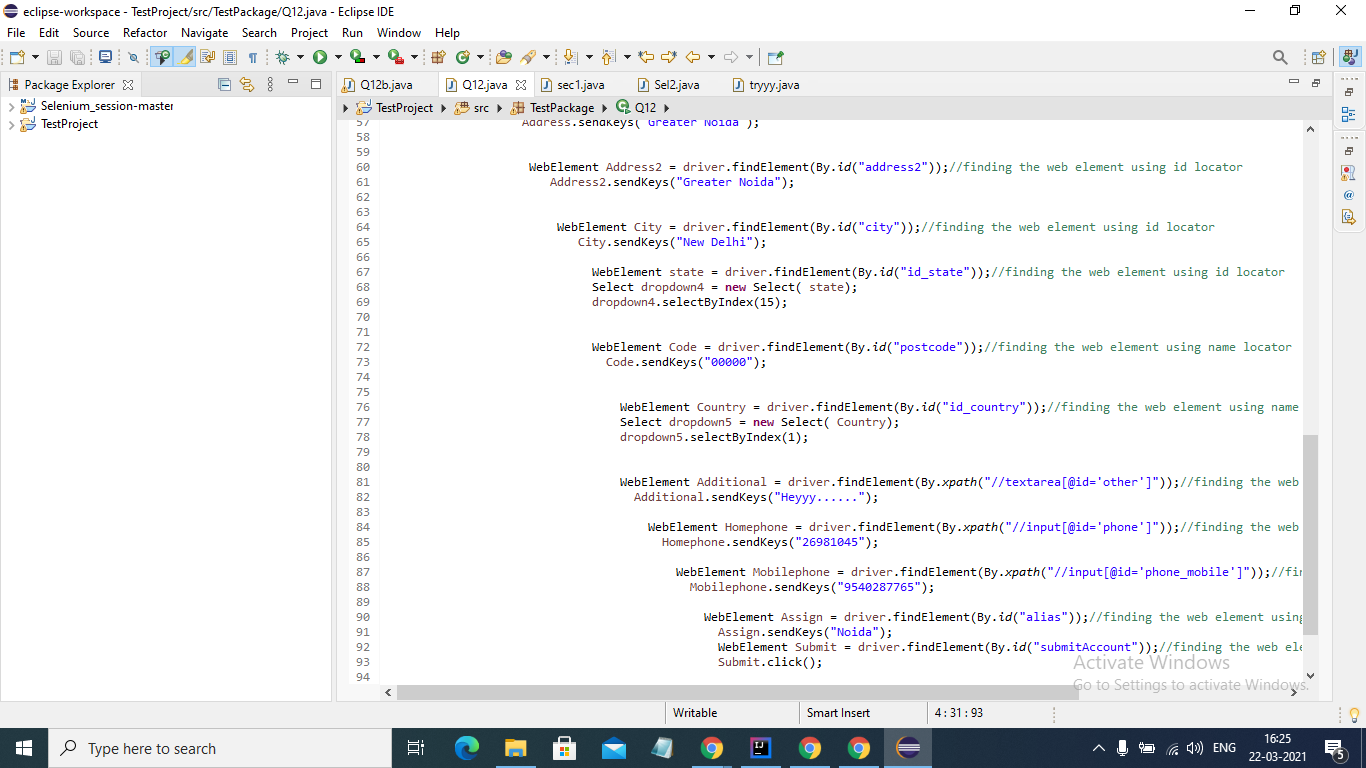 eclipse-workspace - TestProject/src/TestPackage/Q12.java - Eclipse IDE
File Edit Source Refactor Navigate Search Project Run Window Help
Package Explorer
Q12b.java Q12.java sec1.java Sel2.java tryyy.java
Selenium_session-master
TestProject
TestProject src TestPackage Q12
57 Address.sendKeys("Greater Noida");
58
59
60 WebElement Address2 = driver.findElement(By.id("address2"));//finding the web element using id locator
61 Address2.sendKeys("Greater Noida");
62
63
64 WebElement City = driver.findElement(By.id("city"));//finding the web element using id locator
65 City.sendKeys("New Delhi");
66
67 WebElement state = driver.findElement(By.id("id_state"));//finding the web element using id locator
68 Select dropdown4 = new Select( state);
69 dropdown4.selectByIndex(15);
70
71
72 WebElement Code = driver.findElement(By.id("postcode"));//finding the web element using name locator
73 Code.sendKeys("00000");
74
75
76 WebElement Country = driver.findElement(By.id("id_country"));//finding the web element using name
77 Select dropdown5 = new Select( Country);
78 dropdown5.selectByIndex(1);
79
80
81 WebElement Additional = driver.findElement(By.xpath("//textarea[@id='other']"));//finding the web
82 Additional.sendKeys("Heyyy......");
83
84 WebElement Homephone = driver.findElement(By.xpath("//input[@id='phone']"));//finding the web
85 Homephone.sendKeys("26981045");
86
87 WebElement Mobilephone = driver.findElement(By.xpath("//input[@id='phone_mobile']"));//fin
88 Mobilephone.sendKeys("9540287765");
89
90 WebElement Assign = driver.findElement(By.id("alias"));//finding the web element using
91 Assign.sendKeys("Noida");
92 WebElement Submit = driver.findElement(By.id("submitAccount"));//finding the web ele
93 Submit.click();
94
Activate Windows
Go to Settings to activate Windows.
Writable Smart Insert 4 : 31 : 93
Type here to search
ENG
16:25
22-03-2021
5